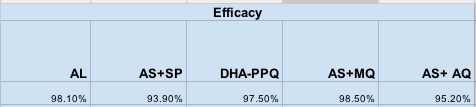 Efficacy
AL AS+SP DHA-PPQ AS+MQ AS+ AQ
98.10% 93.90% 97.50% 98.50% 95.20%